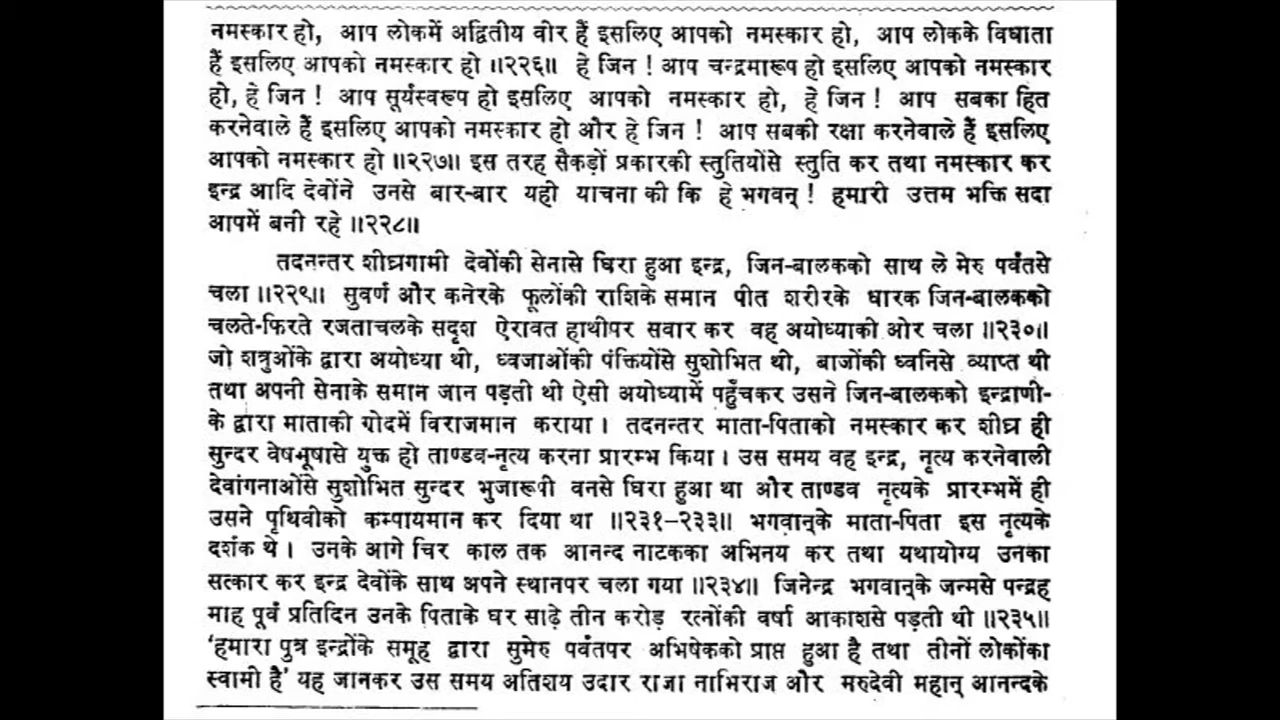 नमस्कार हो, आप लोकमें अद्वितीय वीर हैं इसलिए आपको नमस्कार हो, आप लोकके विधाता
हैं इसलिए आपको नमस्कार हो ॥२२६॥ हे जिन ! आप चन्द्रमारूप हो इसलिए आपको नमस्कार
हो, हे जिन ! आप सूर्यस्वरूप हो इसलिए आपको नमस्कार हो, हे जिन ! आप सबका हित
करनेवाले हैं इसलिए आपको नमस्कार हो और हे जिन ! आप सबकी रक्षा करनेवाले हैं इसलिए
आपको नमस्कार हो ॥२२७॥ इस तरह सैकड़ों प्रकारकी स्तुतियोंसे स्तुति कर तथा नमस्कार कर
इन्द्र आदि देवोंने उनसे बार-बार यही याचना की कि हे भगवन् ! हमारी उत्तम भक्ति सदा
आपमें बनी रहे ॥२२८॥
तदनन्तर शीघ्रगामी देवोंकी सेनासे घिरा हुआ इन्द्र, जिन-बालकको साथ ले मेरु पर्वतसे
चला ॥२२९॥ सुवर्ण और कनेरके फूलोंकी राशिके समान पीत शरीरके धारक जिन-बालकको
चलते-फिरते रजताचलके सदृश ऐरावत हाथीपर सवार कर वह अयोध्याकी ओर चला ॥२३०॥
जो शत्रुओंके द्वारा अयोध्या थी, ध्वजाओंकी पंक्तियोंसे सुशोभित थी, बाजोंकी ध्वनिसे व्याप्त थी
तथा अपनी सेनाके समान जान पड़ती थी ऐसी अयोध्यामें पहुँचकर उसने जिन-बालकको इन्द्राणी-
के द्वारा माताकी गोदमें विराजमान कराया । तदनन्तर माता-पिताको नमस्कार कर शीघ्र ही
सुन्दर वेषभूषासे युक्त हो ताण्डव-नृत्य करना प्रारम्भ किया । उस समय वह इन्द्र, नृत्य करनेवाली
देवांगनाओंसे सुशोभित सुन्दर भुजारूपी वनसे घिरा हुआ था और ताण्डव नृत्यके प्रारम्भमें ही
उसने पृथिवीको कम्पायमान कर दिया था ॥२३१-२३३॥ भगवान्‌के माता-पिता इस नृत्यके
दर्शक थे । उनके आगे चिर काल तक आनन्द नाटकका अभिनय कर तथा यथायोग्य उनका
सत्कार कर इन्द्र देवोंके साथ अपने स्थानपर चला गया ॥२३४॥ जिनेन्द्र भगवान्‌के जन्मसे पन्द्रह
माह पूर्व प्रतिदिन उनके पिताके घर साढ़े तीन करोड़ रत्नोंकी वर्षा आकाशसे पड़ती थी ॥२३५॥
'हमारा पुत्र इन्द्रोंके समूह द्वारा सुमेरु पर्वतपर अभिषेकको प्राप्त हुआ है तथा तीनों लोकोंका
स्वामी है' यह जानकर उस समय अतिशय उदार राजा नाभिराज और मरुदेवी महान् आनन्दके